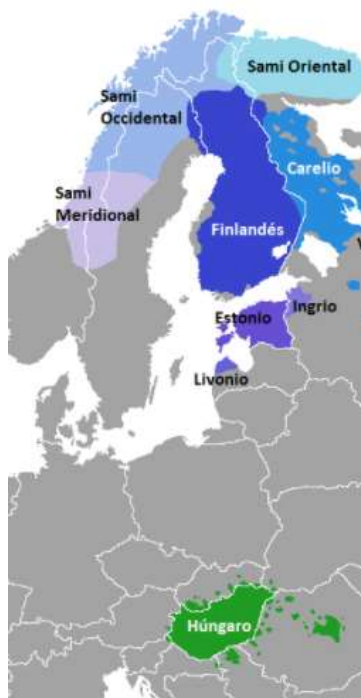 Sami Oriental
Sami
Occidental
Carelio
Sami
Meridional
Finlandés
Estonio
Ingrio
Livonio
Húngaro